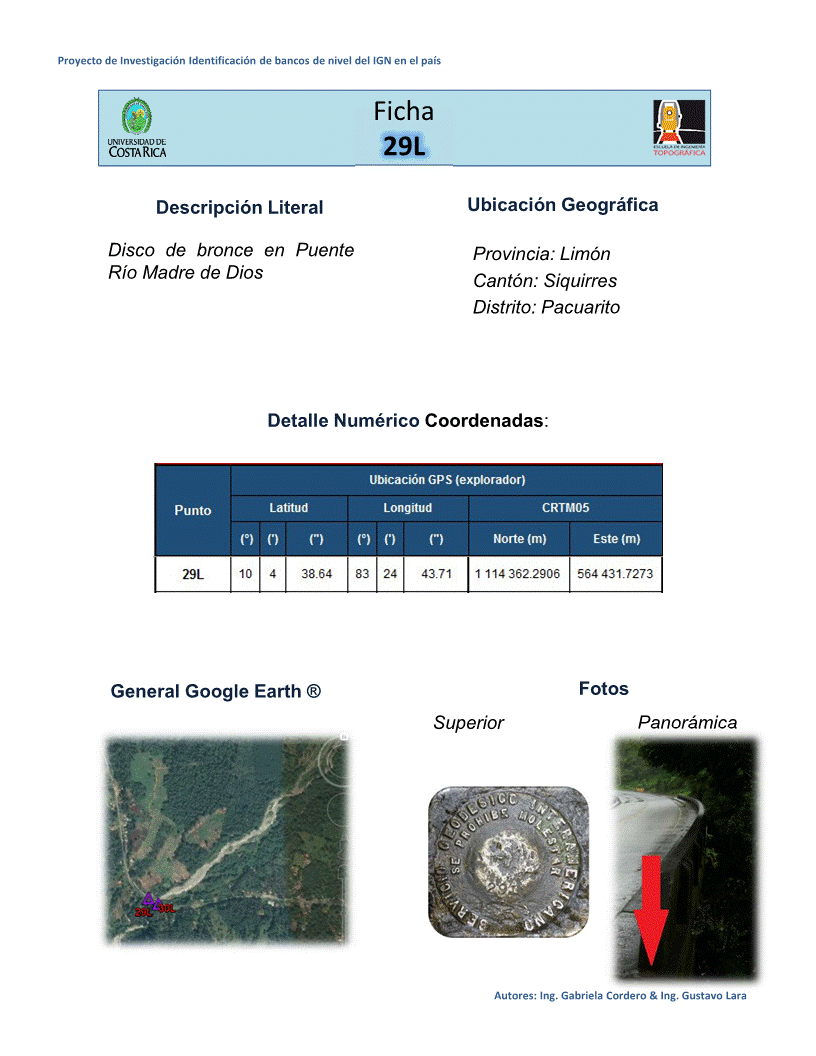 Proyecto de Investigación Identificación de bancos de nivel del IGN en el país
UNIVERSIDAD DE
COSTA RICA
Ficha
29L
ESCUELA DE INGENIERÍA
TOPOGRÁFICA
Descripción Literal
Disco de bronce en Puente
Río Madre de Dios
Ubicación Geográfica
Provincia: Limón
Cantón: Siquirres
Distrito: Pacuarito
Detalle Numérico Coordenadas:
Punto
Ubicación GPS (explorador)
Latitud Longitud CRTM05
(°) (') (") (°) (') (") Norte (m) Este (m)
29L 10 4 38.64 83 24 43.71 1 114 362.2906 564 431.7273
General Google Earth ®
29L 30L
Fotos
Superior
Panorámica
SERVICIO GEODESICO INTERAMERICANO
SE PROHIBE MOLESTAR
Autores: Ing. Gabriela Cordero & Ing. Gustavo Lara